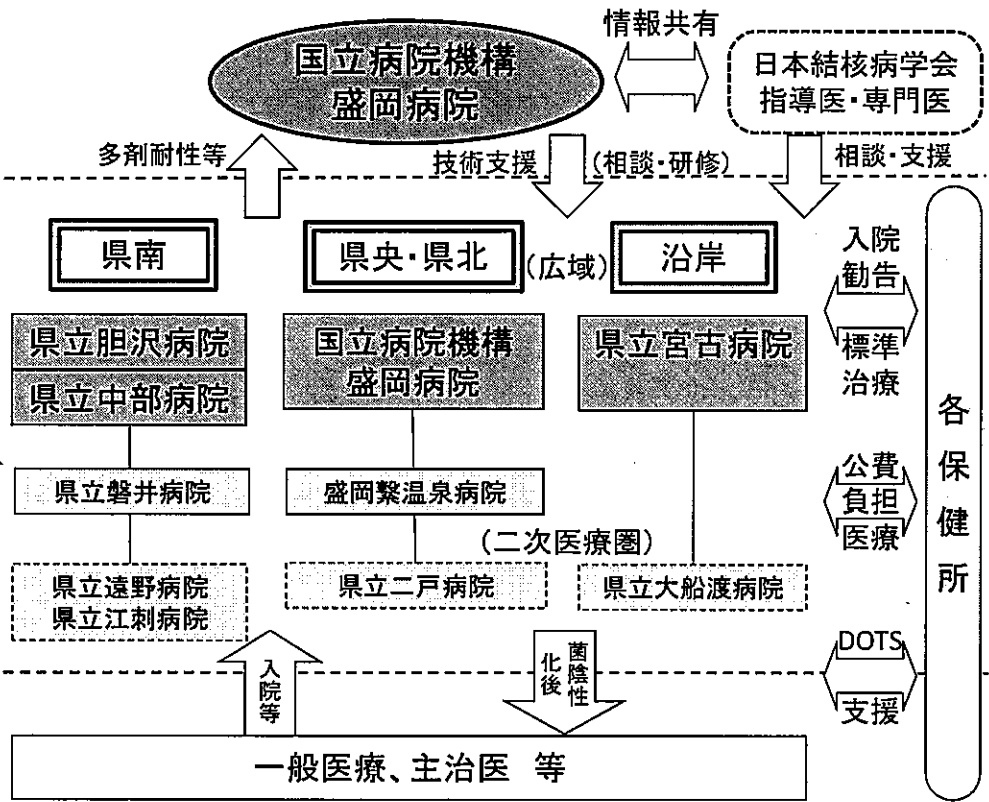 情報共有
国立病院機構
盛岡病院
日本結核病学会
指導医・専門医
多剤耐性等
技術支援
(相談・研修)
相談・支援
県南
県央・県北
(広域)
沿岸
入院
勧告
標準
治療
県立胆沢病院
県立中部病院
国立病院機構
盛岡病院
県立宮古病院
各保健所
県立磐井病院
盛岡繋温泉病院
公費
負担
医療
(二次医療圏)
県立遠野病院
県立江刺病院
県立二戸病院
県立大船渡病院
入院等
菌陰性
化後
DOTS
支援
一般医療、主治医 等